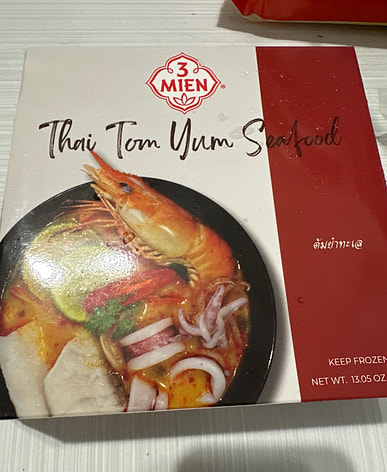 3
MIEN®
Thai Tom Yum Seafood
ต้มยำทะเล
KEEP FROZEN
NET WT. 13.05 OZ